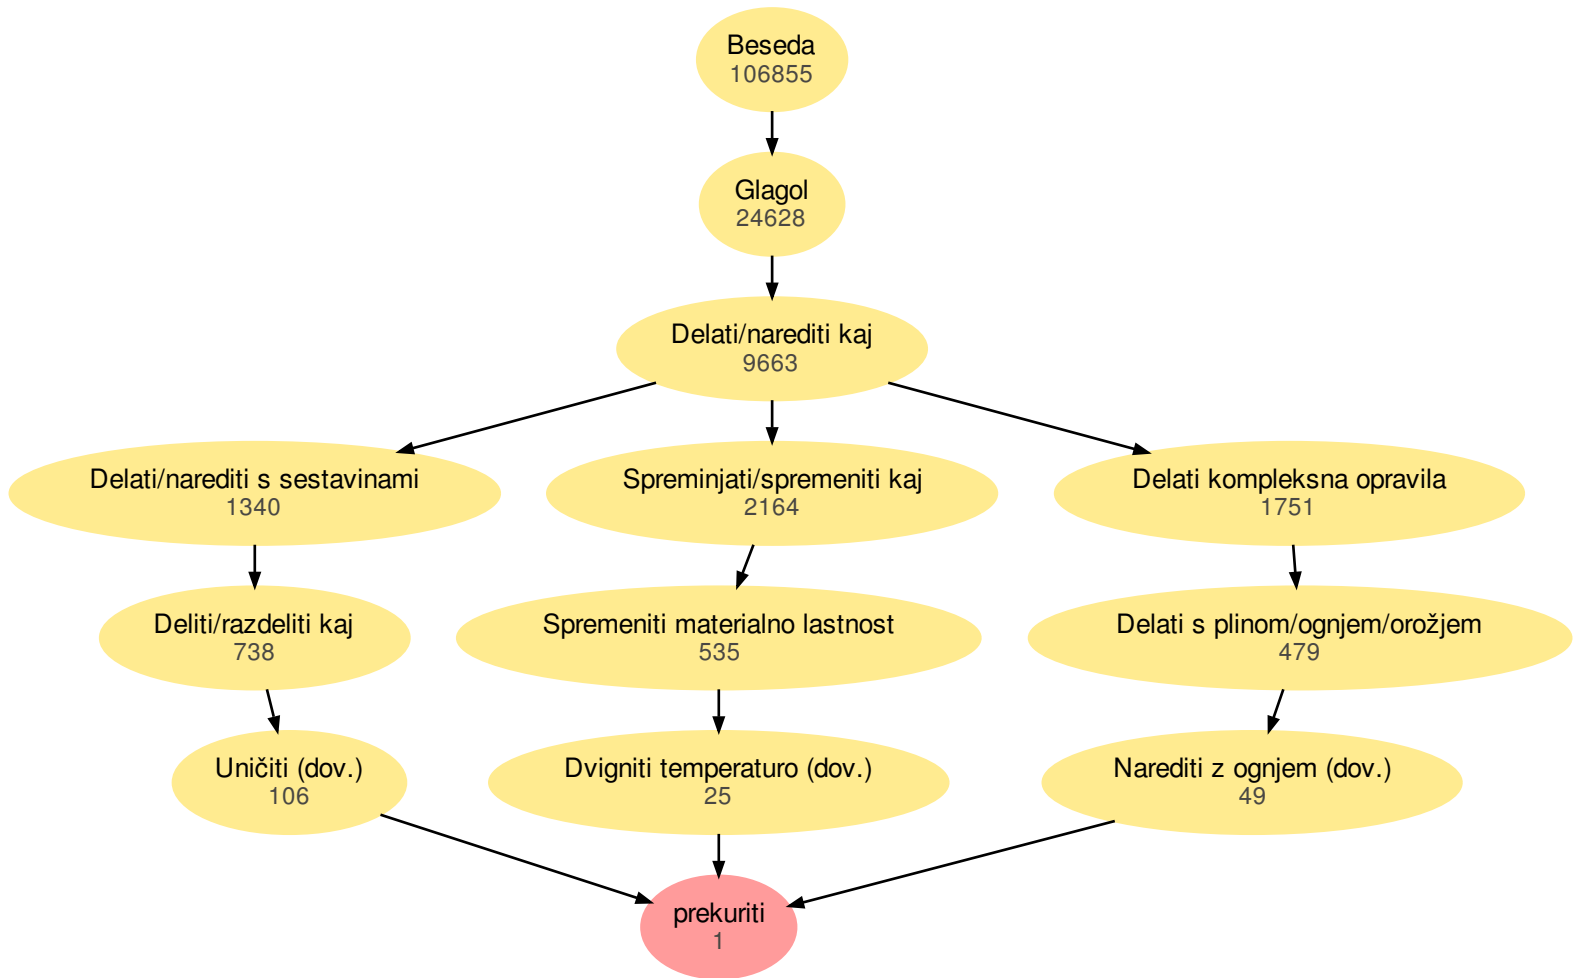 Beseda
106855
Glagol
24628
Delati/narediti kaj
9663
Delati/narediti s sestavinami
1340
Spreminjati/spremeniti kaj
2164
Delati kompleksna opravila
1751
Deliti/razdeliti kaj
738
Spremeniti materialno lastnost
535
Delati s plinom/ognjem/orožjem
479
Uničiti (dov.)
106
Dvigniti temperaturo (dov.)
25
Narediti z ognjem (dov.)
49
prekuriti
1